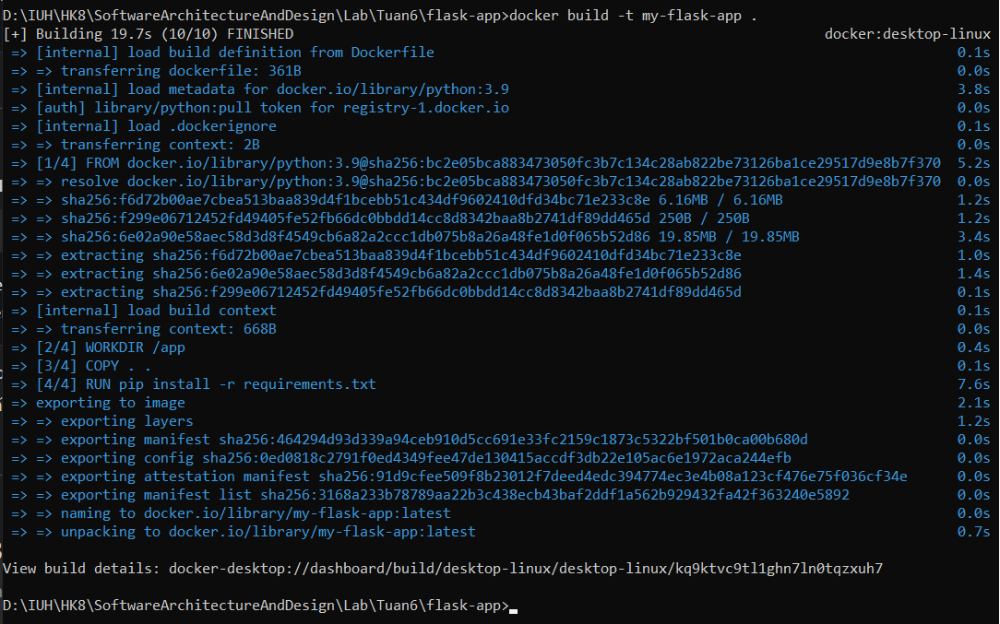 D:\IUH\HK8\SoftwareArchitectureAndDesign\Lab\Tuan6\flask-app>docker build -t my-flask-app .
[+] Building 19.7s (10/10) FINISHED docker:desktop-linux
=> [internal] load build definition from Dockerfile 0.1s
=> => transferring dockerfile: 361B 0.0s
=> [internal] load metadata for docker.io/library/python:3.9 3.8s
=> [auth] library/python:pull token for registry-1.docker.io 0.0s
=> [internal] load .dockerignore 0.1s
=> => transferring context: 2B 0.0s
=> [1/4] FROM docker.io/library/python:3.9@sha256:bc2e05bca883473050fc3b7c134c28ab822be73126ba1ce29517d9e8b7f370 5.2s
=> => resolve docker.io/library/python:3.9@sha256:bc2e05bca883473050fc3b7c134c28ab822be73126ba1ce29517d9e8b7f370 0.0s
=> => sha256:f6d72b00ae7cbea513baa839d4f1bcebb51c434df9602410dfd34bc71e233c8e 6.16MB / 6.16MB 1.2s
=> => sha256:f299e06712452fd49405fe52fb66dc0bbdd14cc8d8342baa8b2741df89dd465d 250B / 250B 1.2s
=> => sha256:6e02a90e58aec58d3d8f4549cb6a82a2ccc1db075b8a26a48fe1d0f065b52d86 19.85MB / 19.85MB 3.4s
=> => extracting sha256:f6d72b00ae7cbea513baa839d4f1bcebb51c434df9602410dfd34bc71e233c8e 1.0s
=> => extracting sha256:6e02a90e58aec58d3d8f4549cb6a82a2ccc1db075b8a26a48fe1d0f065b52d86 1.4s
=> => extracting sha256:f299e06712452fd49405fe52fb66dc0bbdd14cc8d8342baa8b2741df89dd465d 0.1s
=> [internal] load build context 0.1s
=> => transferring context: 668B 0.0s
=> [2/4] WORKDIR /app 0.4s
=> [3/4] COPY . . 0.1s
=> [4/4] RUN pip install -r requirements.txt 7.6s
=> exporting to image 2.1s
=> => exporting layers 1.2s
=> => exporting manifest sha256:464294d93d339a94ceb910d5cc691e33fc2159c1873c5322bf501b0ca00b680d 0.0s
=> => exporting config sha256:0ed0818c2791f0ed4349fee47de130415accdf3db22e105ac6e1972aca244efb 0.0s
=> => exporting attestation manifest sha256:91d9cfee509f8b23012f7deed4edc394774ec3e4b08a123cf476e75f036cf34e 0.0s
=> => exporting manifest list sha256:3168a233b78789aa22b3c438ecb43baf2ddf1a562b929432fa42f363240e5892 0.0s
=> => naming to docker.io/library/my-flask-app:latest 0.0s
=> => unpacking to docker.io/library/my-flask-app:latest 0.7s
View build details: docker-desktop://dashboard/build/desktop-linux/desktop-linux/kq9ktvc9tl1ghn7ln0tqzxuh7
D:\IUH\HK8\SoftwareArchitectureAndDesign\Lab\Tuan6\flask-app>